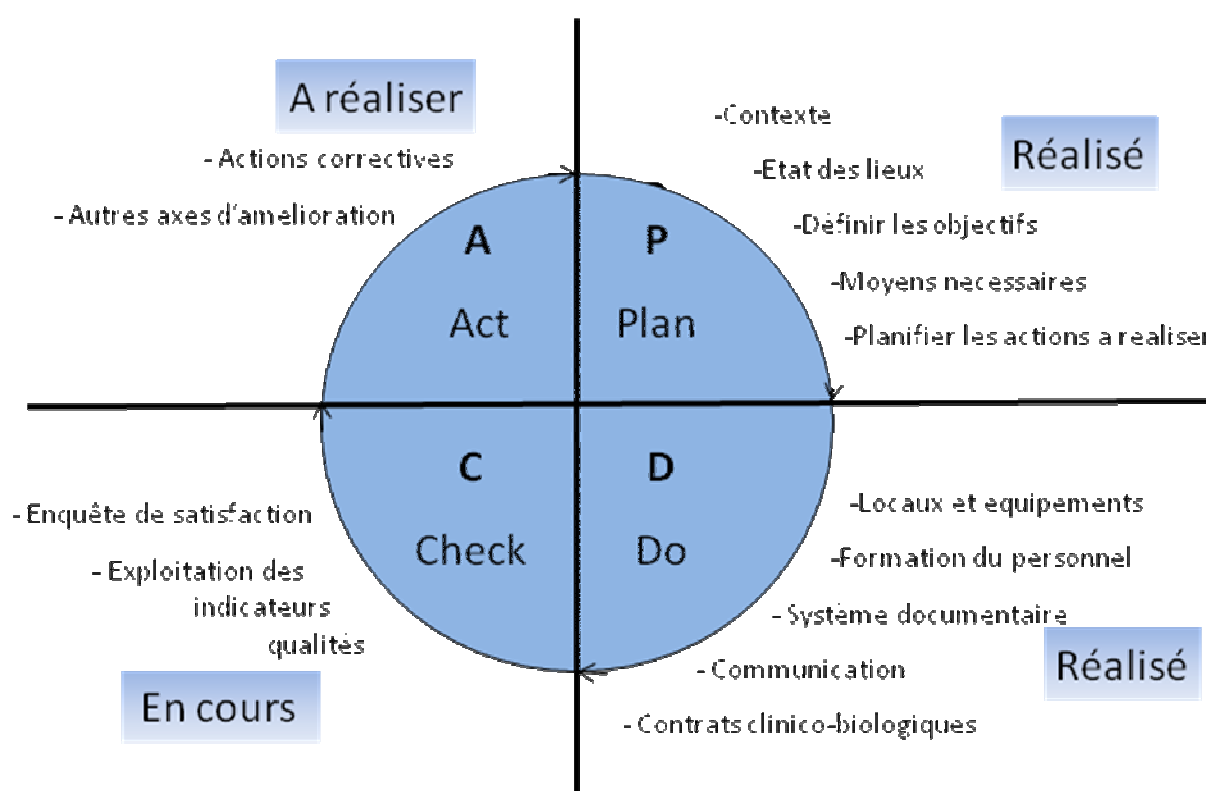 A réaliser
- Actions correctives
- Autres axes d'amelioration
A
Act
-Contexte
-Etat des lieux
-Définir les objectifs
-Moyens necessaires
-Planifier les actions a realiser
Réalisé
P
Plan
C
Check
- Enquête de satisfaction
- Exploitation des
indicateurs
qualités
En cours
D
Do
-Locaux et equipements
-Formation du personnel
- Système documentaire
- Communication
- Contrats clinico-biologiques
Réalisé